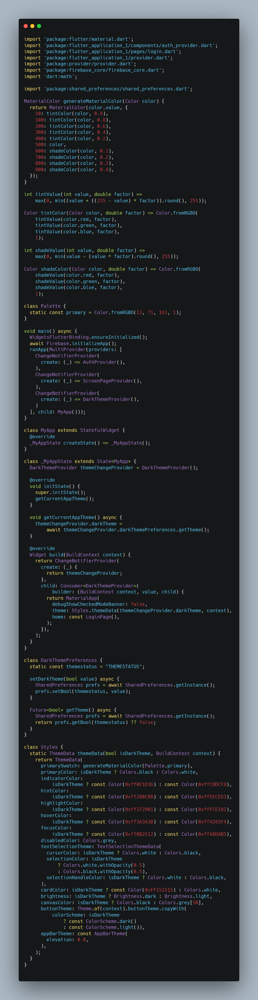 import 'package:flutter/material.dart';
import 'package:flutter_application_1/components/auth_provider.dart';
import 'package:flutter_application_1/pages/login.dart';
import 'package:flutter_application_1/provider.dart';
import 'package:provider/provider.dart';
import 'package:firebase_core/firebase_core.dart';
import 'dart:math';

import 'package:shared_preferences/shared_preferences.dart';

MaterialColor generateMaterialColor(Color color) {
  return MaterialColor(color.value, {
    50: tintColor(color, 0.9),
    100: tintColor(color, 0.8),
    200: tintColor(color, 0.6),
    300: tintColor(color, 0.4),
    400: tintColor(color, 0.2),
    500: color,
    600: shadeColor(color, 0.1),
    700: shadeColor(color, 0.2),
    800: shadeColor(color, 0.3),
    900: shadeColor(color, 0.4),
  });
}

int tintValue(int value, double factor) =>
    max(0, min((value + ((255 - value) * factor)).round(), 255));

Color tintColor(Color color, double factor) => Color.fromRGBO(
    tintValue(color.red, factor),
    tintValue(color.green, factor),
    tintValue(color.blue, factor),
    1);

int shadeValue(int value, double factor) =>
    max(0, min(value - (value * factor).round(), 255));

Color shadeColor(Color color, double factor) => Color.fromRGBO(
    shadeValue(color.red, factor),
    shadeValue(color.green, factor),
    shadeValue(color.blue, factor),
    1);

class Palette {
  static const primary = Color.fromRGBO(13, 71, 161, 1);
}

void main() async {
  WidgetsFlutterBinding.ensureInitialized();
  await Firebase.initializeApp();
  runApp(MultiProvider(providers: [
    ChangeNotifierProvider(
      create: (_) => AuthProvider(),
    ),
    ChangeNotifierProvider(
      create: (_) => ScreenPageProvider(),
    ),
    ChangeNotifierProvider(
      create: (_) => DarkThemeProvider(),
    )
  ], child: MyApp()));
}

class MyApp extends StatefulWidget {
  @override
  _MyAppState createState() => _MyAppState();
}

class _MyAppState extends State<MyApp> {
  DarkThemeProvider themeChangeProvider = DarkThemeProvider();

  @override
  void initState() {
    super.initState();
    getCurrentAppTheme();
  }

  void getCurrentAppTheme() async {
    themeChangeProvider.darkTheme =
        await themeChangeProvider.darkThemePreferences.getTheme();
  }

  @override
  Widget build(BuildContext context) {
    return ChangeNotifierProvider(
      create: (_) {
        return themeChangeProvider;
      },
      child: Consumer<DarkThemeProvider>(
          builder: (BuildContext context, value, child) {
        return MaterialApp(
          debugShowCheckedModeBanner: false,
          theme: Styles.themeData(themeChangeProvider.darkTheme, context),
          home: const LoginPage(),
        );
      }),
    );
  }
}

class DarkThemePreferences {
  static const themestatus = "THEMESTATUS";

  setDarkTheme(bool value) async {
    SharedPreferences prefs = await SharedPreferences.getInstance();
    prefs.setBool(themestatus, value);
  }

  Future<bool> getTheme() async {
    SharedPreferences prefs = await SharedPreferences.getInstance();
    return prefs.getBool(themestatus) ?? false;
  }
}

class Styles {
  static ThemeData themeData(bool isDarkTheme, BuildContext context) {
    return ThemeData(
      primarySwatch: generateMaterialColor(Palette.primary),
      primaryColor: isDarkTheme ? Colors.black : Colors.white,
      indicatorColor:
          isDarkTheme ? const Color(0xff0E1D36) : const Color(0xffCBDCF8),
      hintColor:
          isDarkTheme ? const Color(0xff280C0B) : const Color(0xffEECED3),
      highlightColor:
          isDarkTheme ? const Color(0xff372901) : const Color(0xffFCE192),
      hoverColor:
          isDarkTheme ? const Color(0xff3A3A3B) : const Color(0xff4285F4),
      focusColor:
          isDarkTheme ? const Color(0xff0B2512) : const Color(0xffA8DAB5),
      disabledColor: Colors.grey,
      textSelectionTheme: TextSelectionThemeData(
        cursorColor: isDarkTheme ? Colors.white : Colors.black,
        selectionColor: isDarkTheme
            ? Colors.white.withOpacity(0.5)
            : Colors.black.withOpacity(0.5),
        selectionHandleColor: isDarkTheme ? Colors.white : Colors.black,
      ),
      cardColor: isDarkTheme ? const Color(0xFF151515) : Colors.white,
      brightness: isDarkTheme ? Brightness.dark : Brightness.light,
      canvasColor: isDarkTheme ? Colors.black : Colors.grey[50],
      buttonTheme: Theme.of(context).buttonTheme.copyWith(
          colorScheme: isDarkTheme
              ? const ColorScheme.dark()
              : const ColorScheme.light()),
      appBarTheme: const AppBarTheme(
        elevation: 0.0,
      ),
    );
  }
}